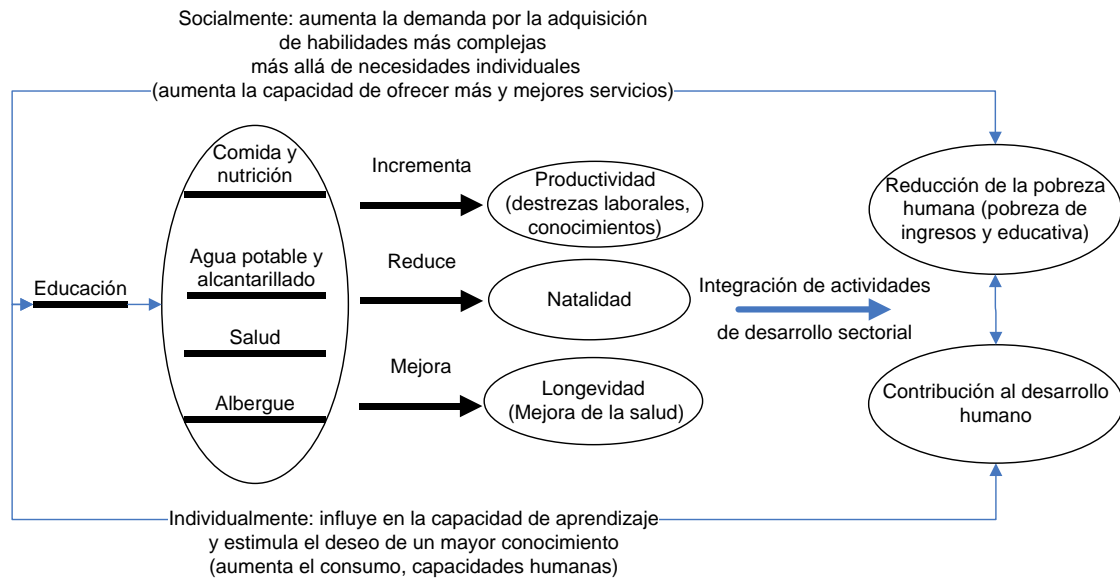 Socialmente: aumenta la demanda por la adquisición
de habilidades más complejas
más allá de necesidades individuales
(aumenta la capacidad de ofrecer más y mejores servicios)
Educación
Comida y
nutrición
Agua potable y
alcantarillado
Salud
Albergue
Incrementa
Reduce
Mejora
Productividad
(destrezas laborales,
conocimientos)
Natalidad
Longevidad
(Mejora de la salud)
Integración de actividades
de desarrollo sectorial
Reducción de la pobreza
humana (pobreza de
ingresos y educativa)
Contribución al desarrollo
humano
Individualmente: influye en la capacidad de aprendizaje
y estimula el deseo de un mayor conocimiento
(aumenta el consumo, capacidades humanas)